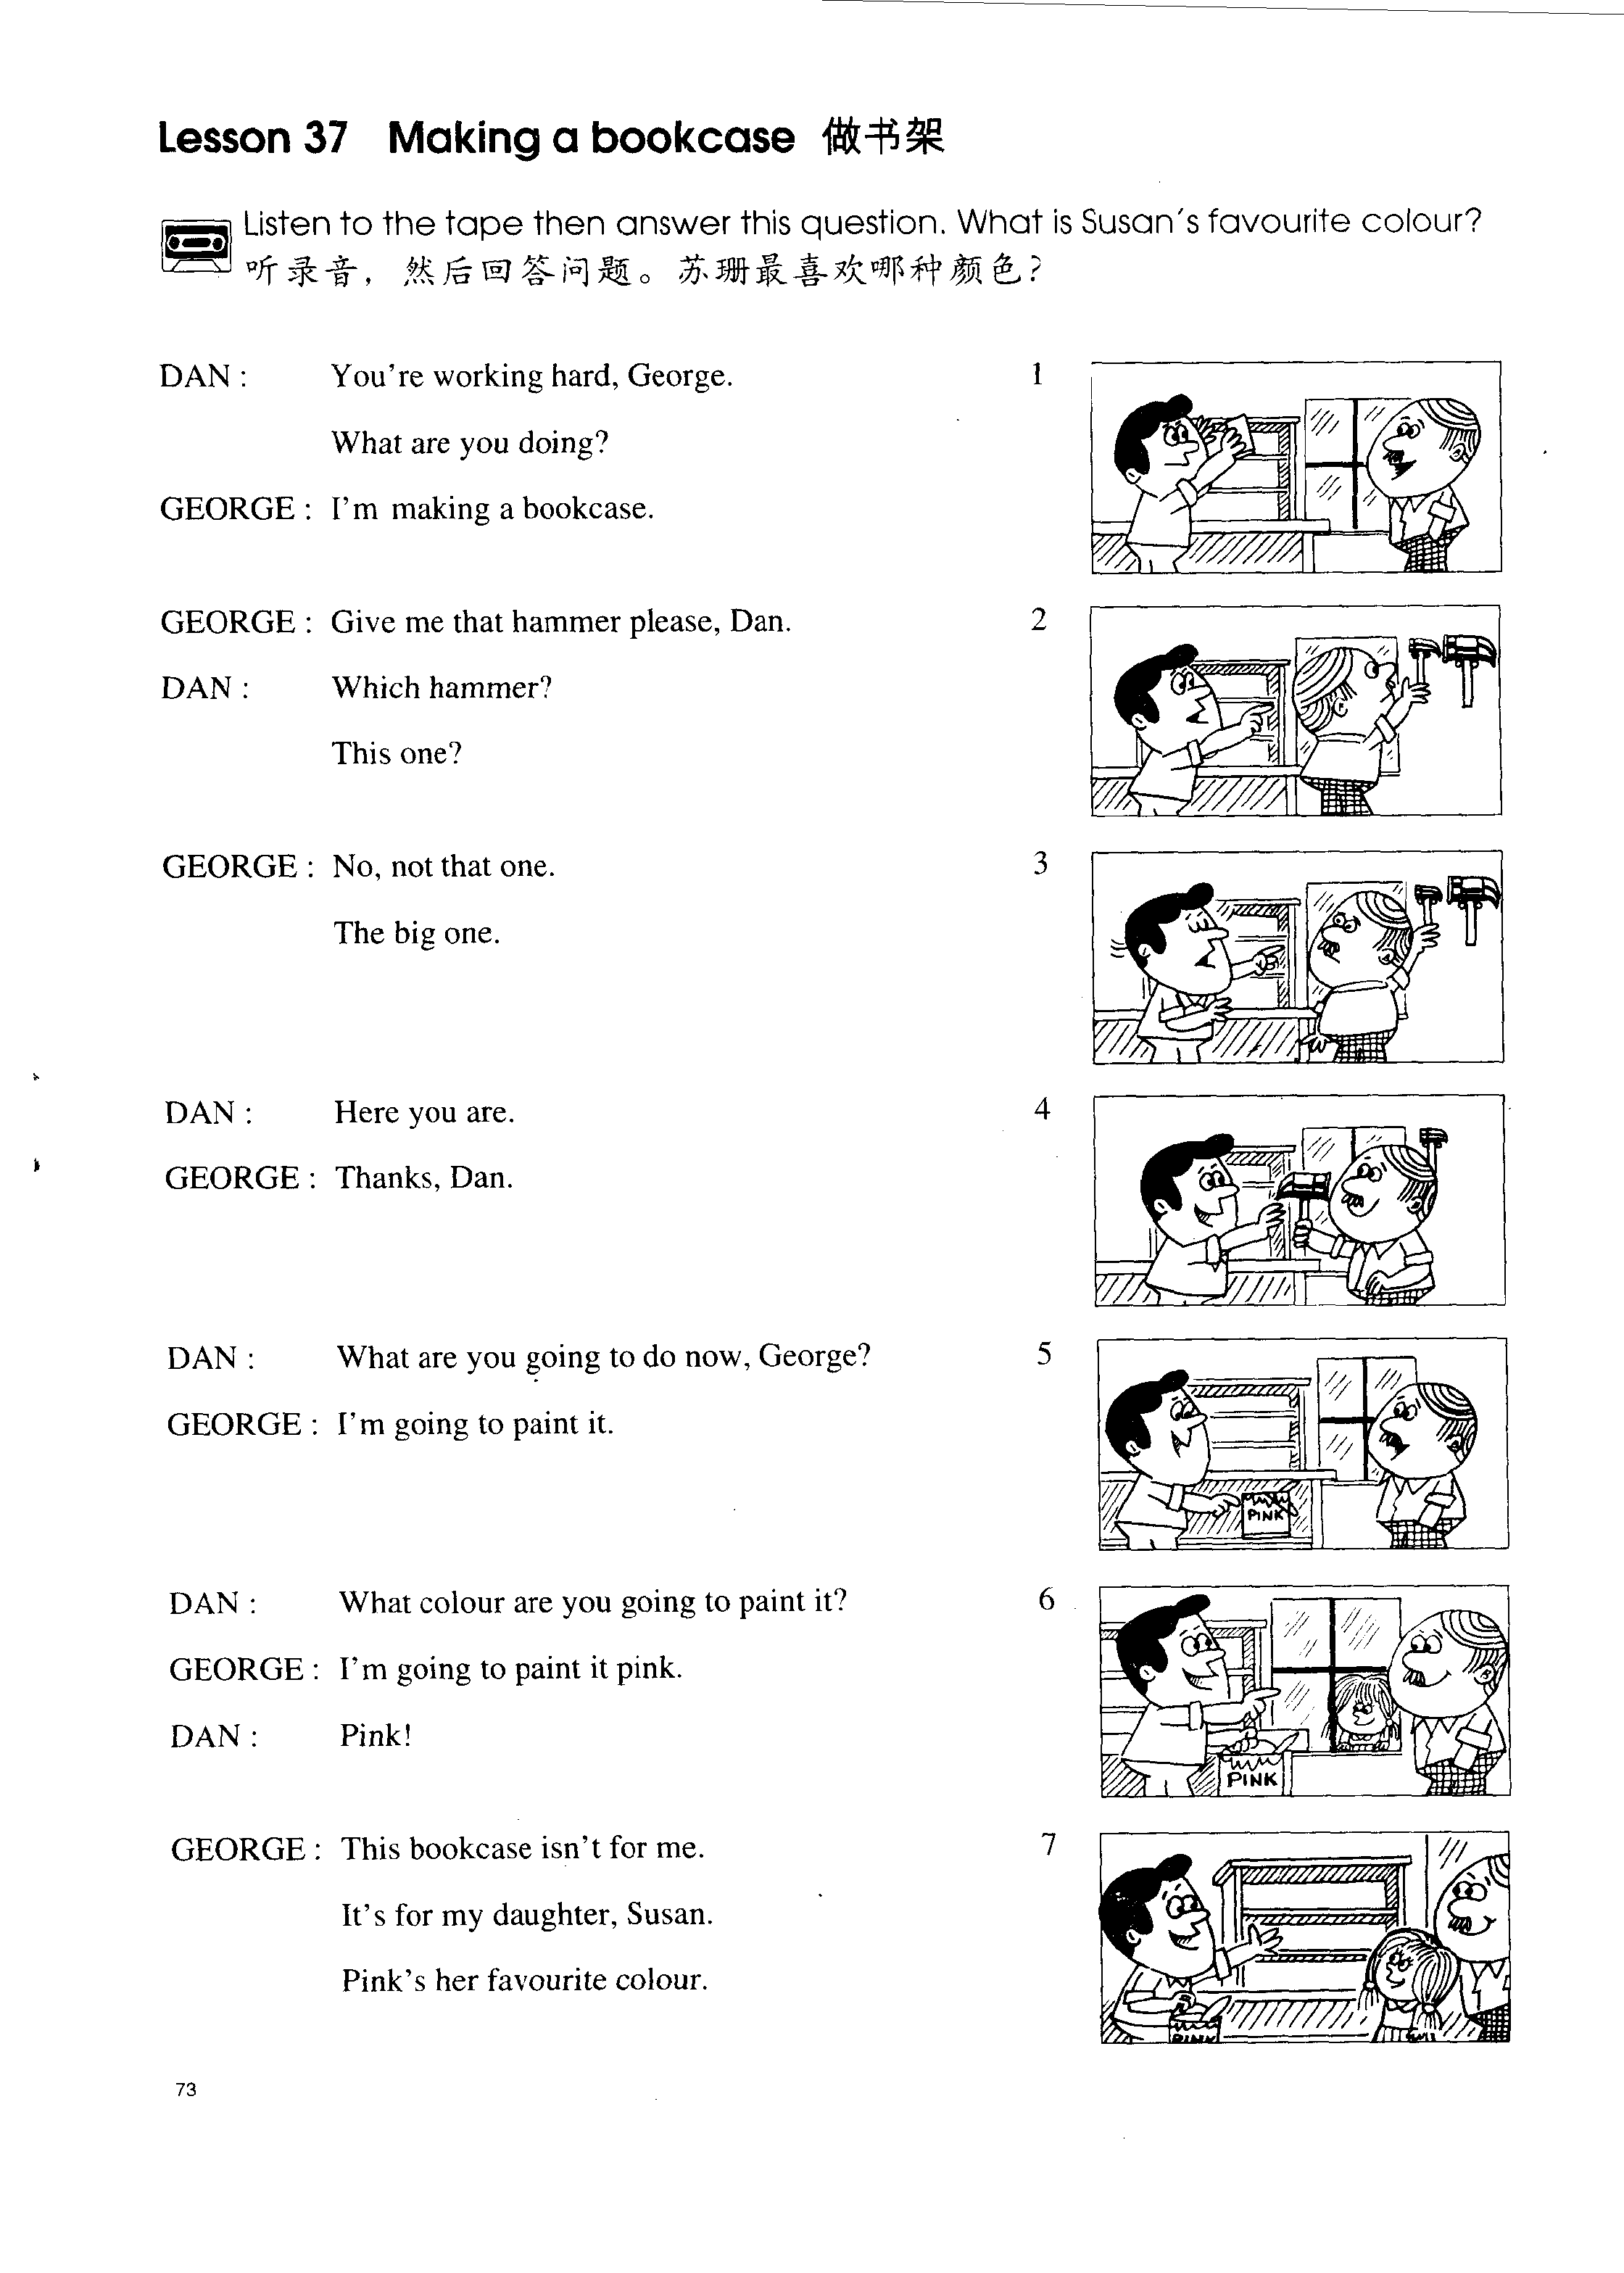 Lesson 37 Making a bookcase 做书架
Listen to the tape then answer this question. What is Susan's favourite colour?
听录音，然后回答问题。苏珊最喜欢哪种颜色?
DAN : You're working hard, George.
What are you doing?
GEORGE : I'm making a bookcase.
1
GEORGE : Give me that hammer please, Dan.
DAN : Which hammer?
This one?
2
GEORGE : No, not that one.
The big one.
3
DAN : Here you are.
GEORGE : Thanks, Dan.
4
DAN : What are you going to do now, George?
GEORGE : I'm going to paint it.
5
PINK
DAN : What colour are you going to paint it?
GEORGE : I'm going to paint it pink.
DAN : Pink!
6
PINK
GEORGE : This bookcase isn't for me.
It's for my daughter, Susan.
Pink's her favourite colour.
7
PINK
73